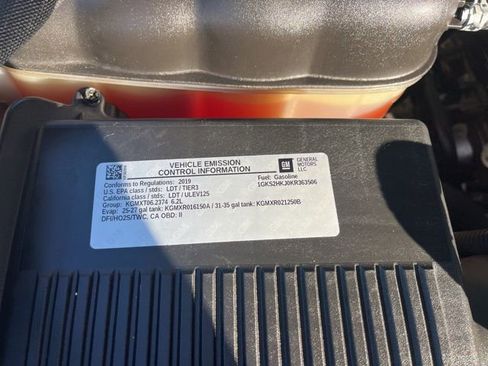 VEHICLE EMISSION
CONTROL INFORMATION
GM
GENERAL
MOTORS
LLC
Conforms to Regulations: 2019
Fuel: Gasoline
U.S. EPA class / stds: LDT / TIER3
1GKS2HKJ0KR363506
California class / stds: LDT / ULEV125
Group: KGMXT06.2374 6.2L
Evap: 25-27 gal tank: KGMXR016150A / 31-35 gal tank: KGMXR021250B
DFI/HO2S/TWC, CA OBD: II